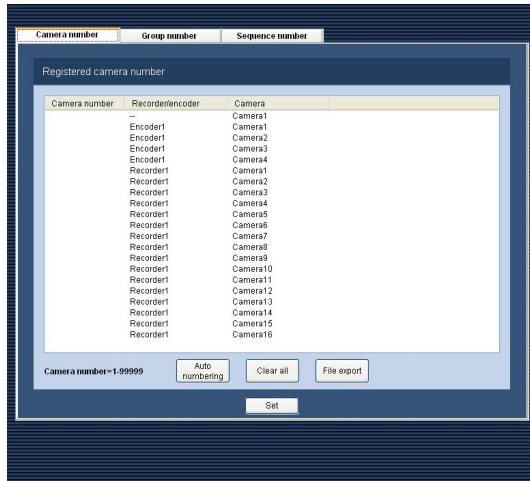 Camera number Group number Sequence number
Registered camera number
Camera number Recorder/encoder Camera
-- Camera1
Encoder1 Camera1
Encoder1 Camera2
Encoder1 Camera3
Encoder1 Camera4
Recorder1 Camera1
Recorder1 Camera2
Recorder1 Camera3
Recorder1 Camera4
Recorder1 Camera5
Recorder1 Camera6
Recorder1 Camera7
Recorder1 Camera8
Recorder1 Camera9
Recorder1 Camera10
Recorder1 Camera11
Recorder1 Camera12
Recorder1 Camera13
Recorder1 Camera14
Recorder1 Camera15
Recorder1 Camera16
Camera number=1-99999
Auto
numbering
Clear all
File export
Set